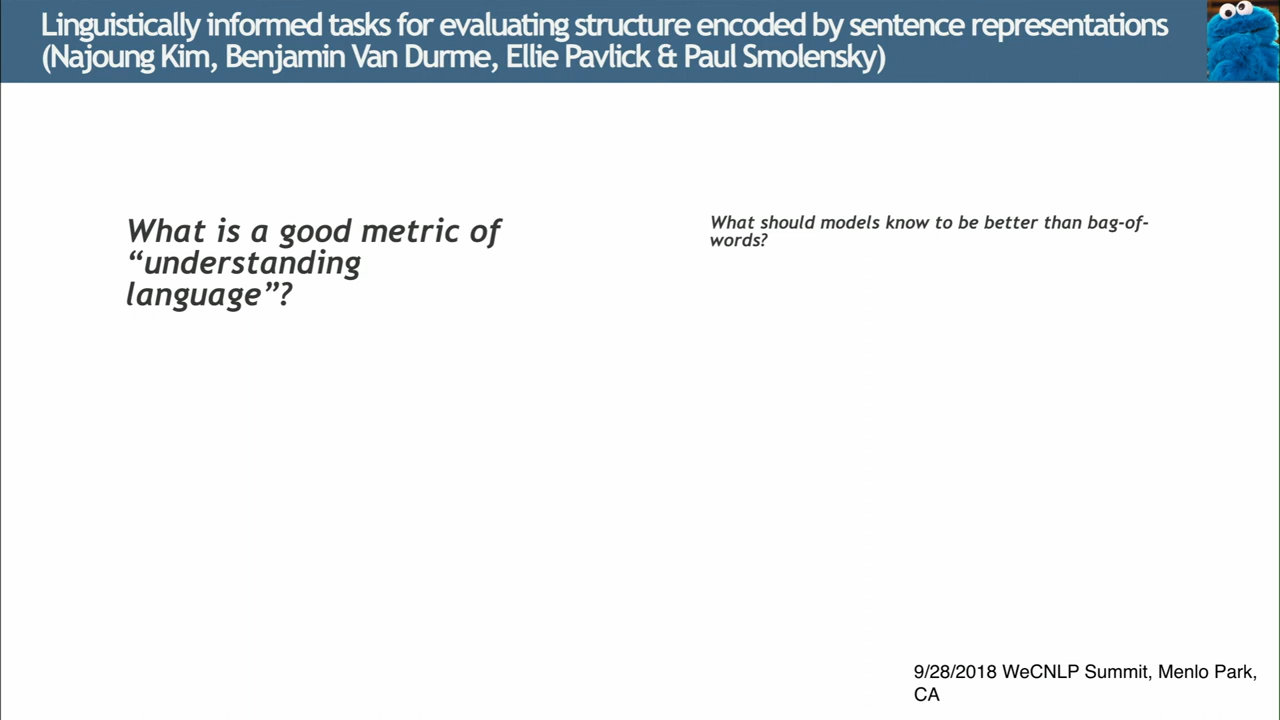 Linguistically informed tasks for evaluating structure encoded by sentence representations
(Najoung Kim, Benjamin Van Durme, Ellie Pavlick & Paul Smolensky)
What is a good metric of
“understanding
language”?
What should models know to be better than bag-of-
words?
9/28/2018 WeCNLP Summit, Menlo Park,
CA